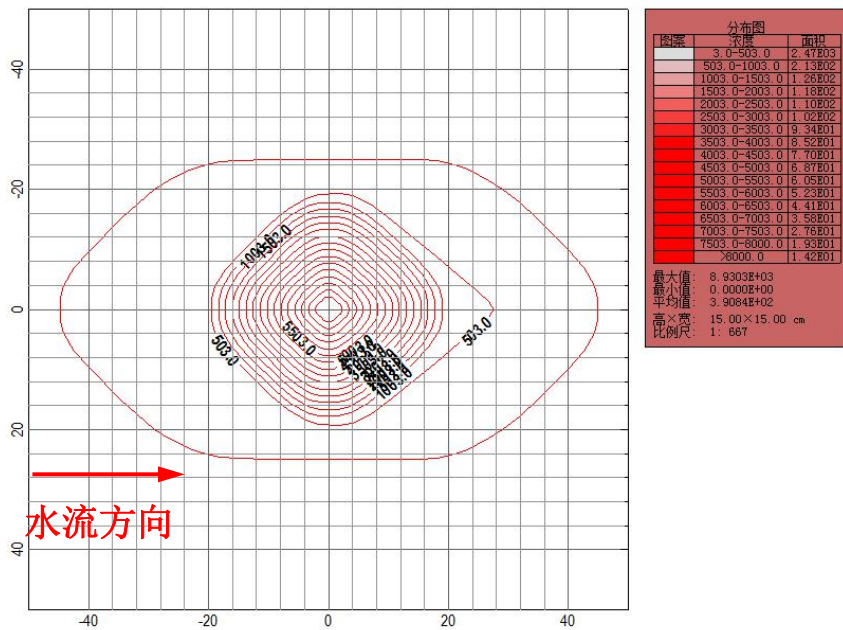 分布图
图案 浓度 面积
3.0-503.0 2.47E03
503.0-1003.0 2.13E02
1003.0-1503.0 1.26E02
1503.0-2003.0 1.18E02
2003.0-2503.0 1.10E02
2503.0-3003.0 1.02E02
3003.0-3503.0 9.34E01
3503.0-4003.0 8.52E01
4003.0-4503.0 7.70E01
4503.0-5003.0 6.87E01
5003.0-5503.0 6.05E01
5503.0-6003.0 5.23E01
6003.0-6503.0 4.41E01
6503.0-7003.0 3.58E01
7003.0-7503.0 2.76E01
7503.0-8000.0 1.93E01
>8000.0 1.42E01
最大值: 8.9303E+03
最小值: 0.0000E+00
平均值: 3.9084E+02
高×宽: 15.00×15.00 cm
比例尺: 1: 667
40
-20
0
20
40
1003.0
1503.0
503.0
5503.0
503.0
1003.0
水流方向
-40 -20 0 20 40